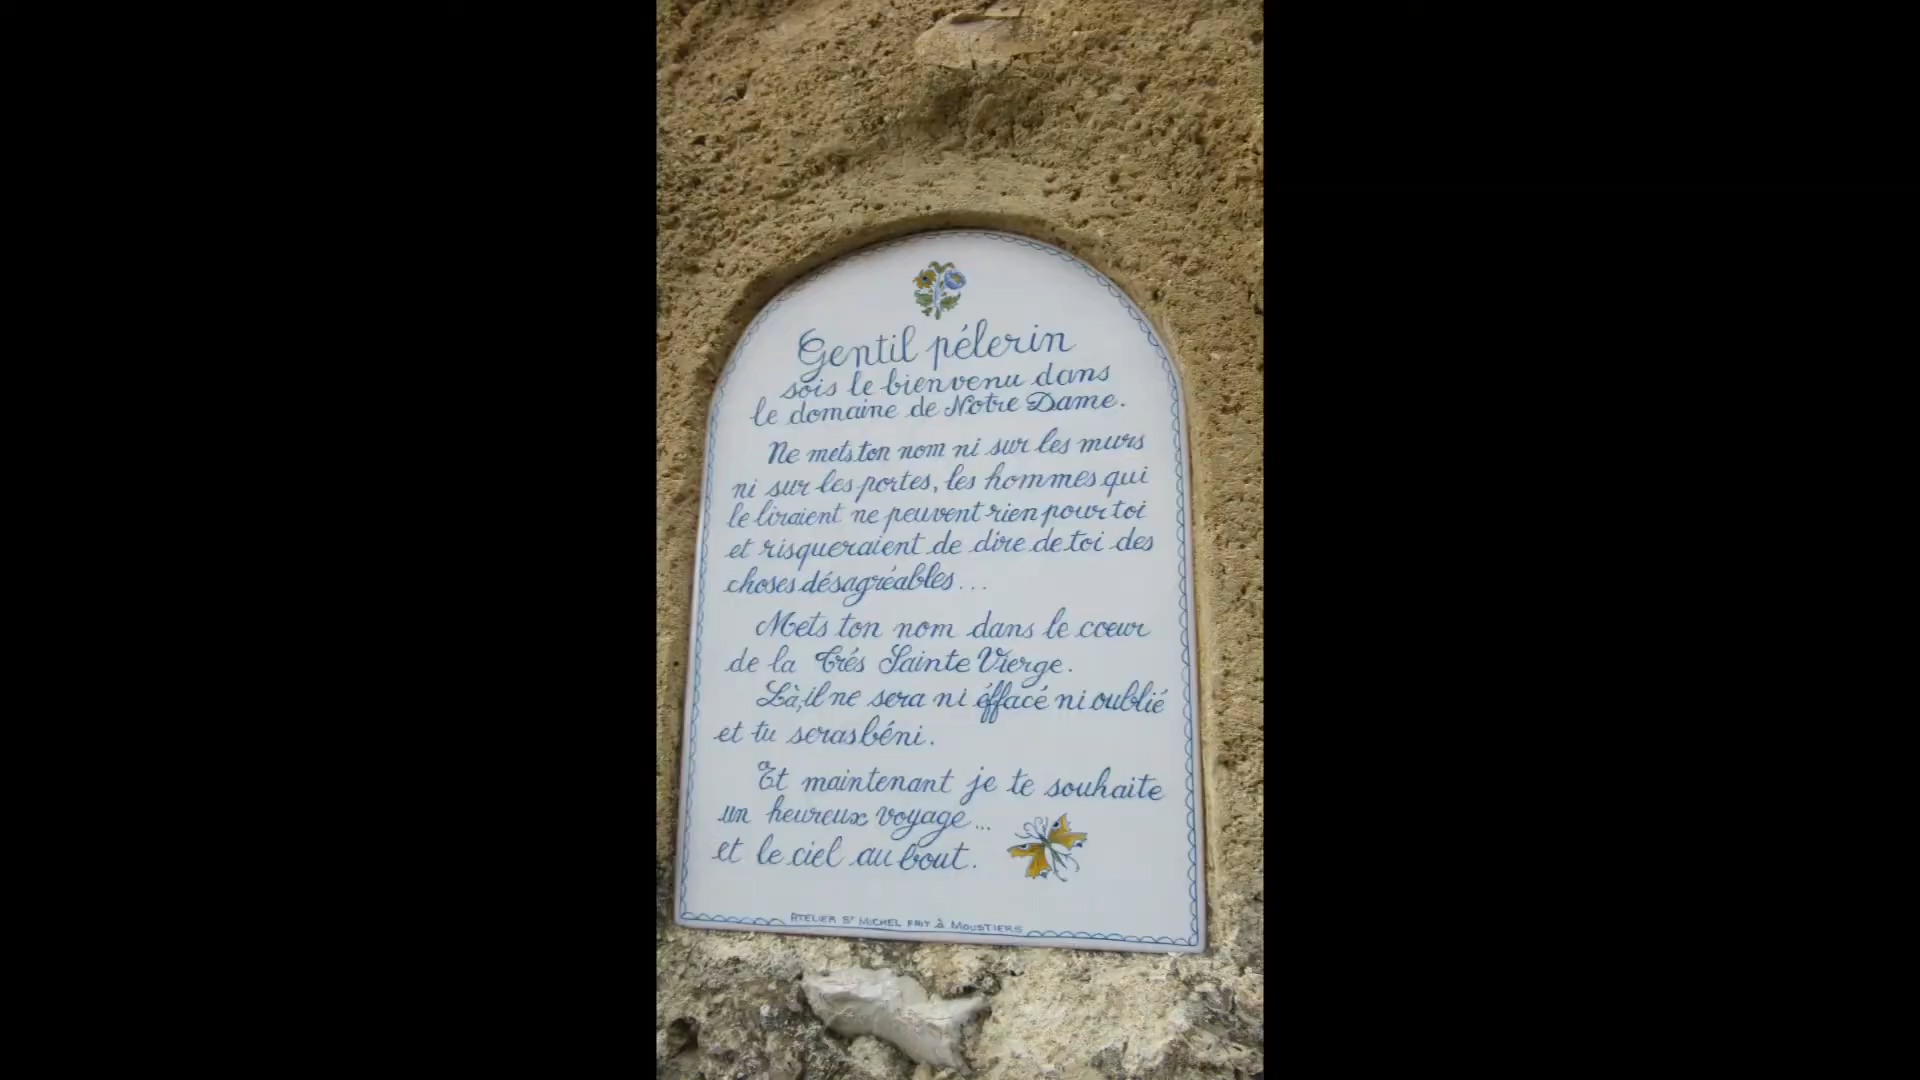 Gentil pélerin
sois le bienvenu dans
le domaine de Notre Dame.
Ne mets ton nom ni sur les murs
ni sur les portes, les hommes qui
le liraient ne peuvent rien pour toi
et risqueraient de dire de toi des
choses désagréables...
Mets ton nom dans le coeur
de la Trés Sainte Vierge.
Là, il ne sera ni éffacé ni oublié
et tu seras béni.
Et maintenant je te souhaite
un heureux voyage...
et le ciel au bout.
ATELIER ST MICHEL FAIT à MOUSTIERS